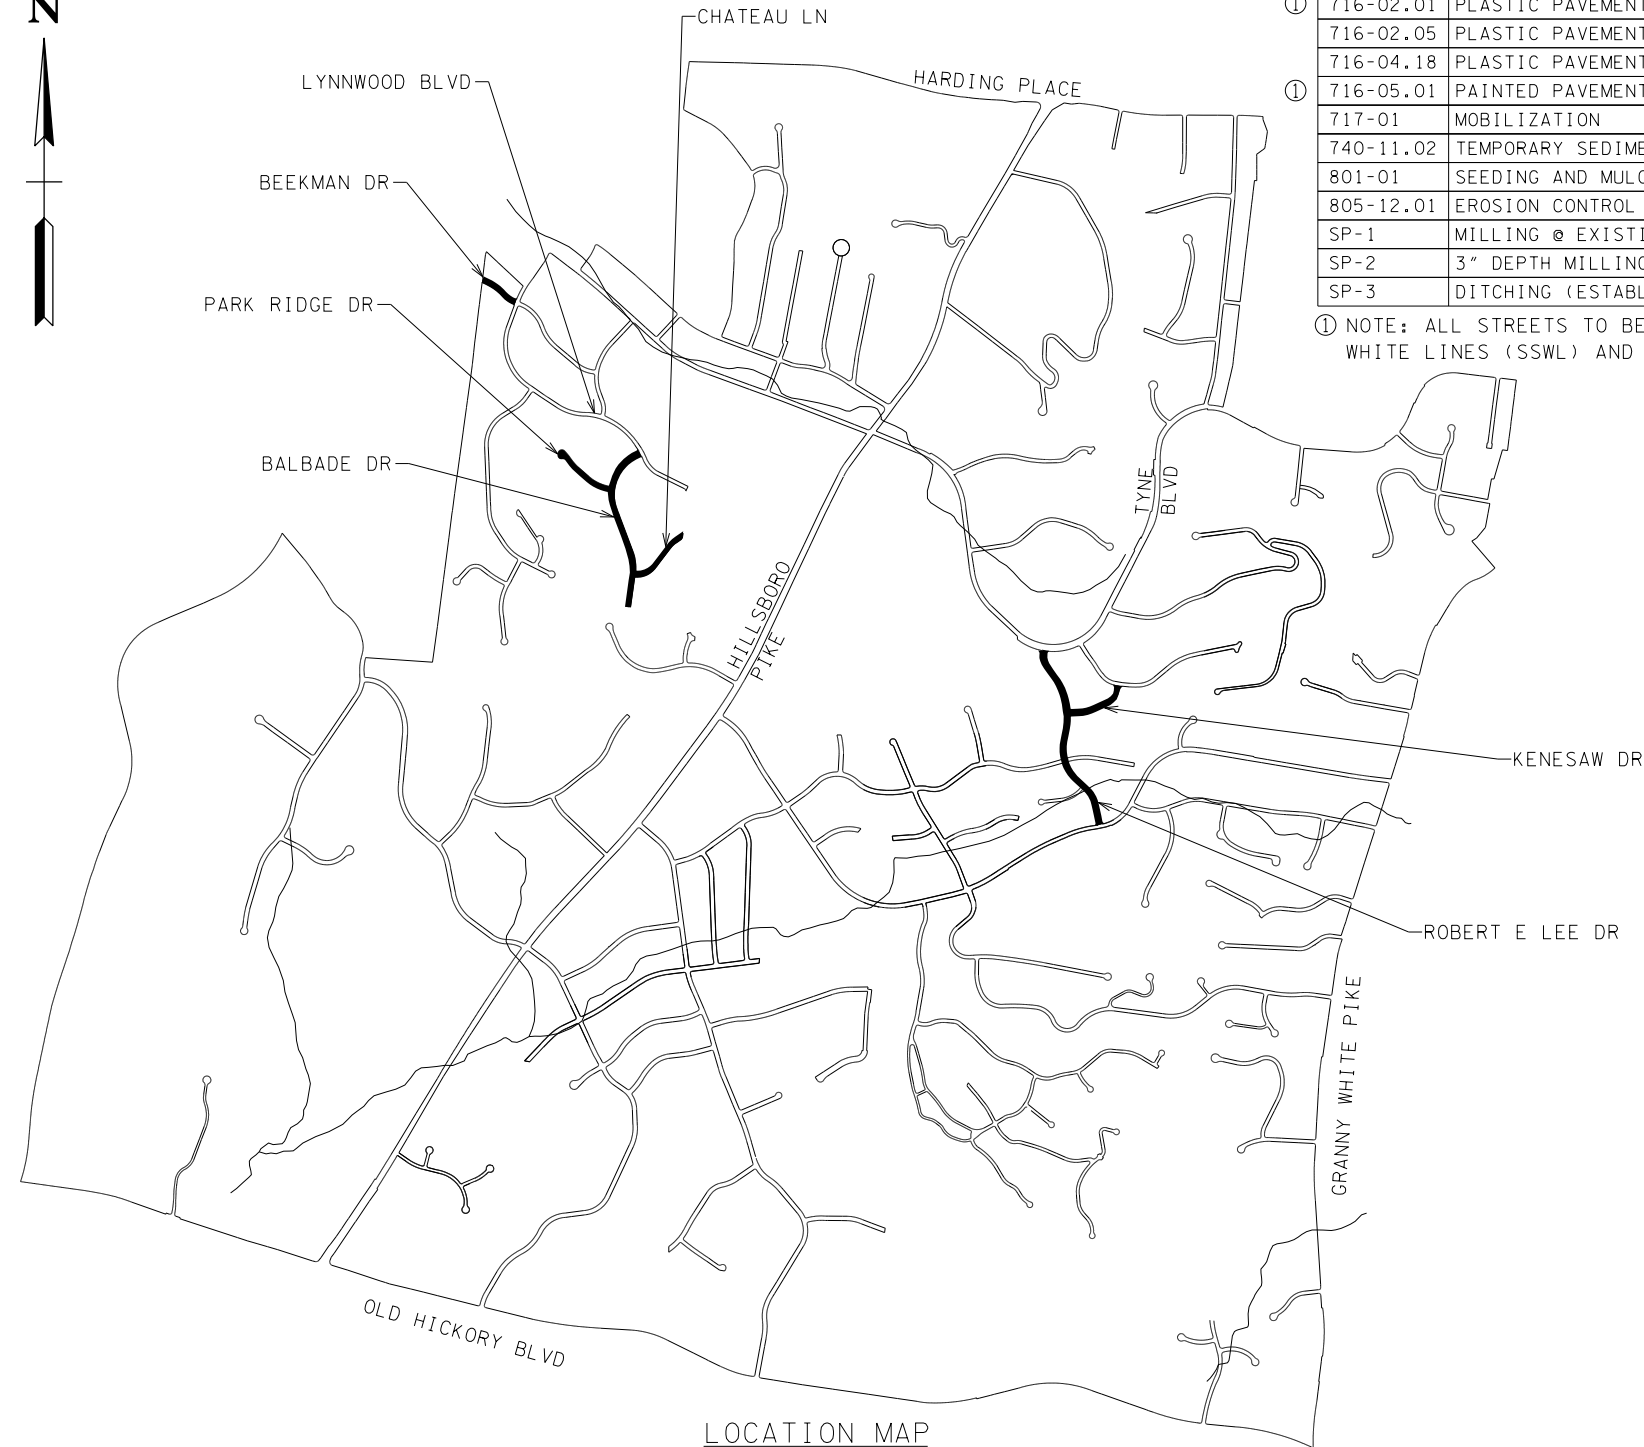 N
CHATEAU LN
LYNNWOOD BLVD
HARDING PLACE
BEEKMAN DR
PARK RIDGE DR
BALBADE DR
TYNE
BLVD
HILLSBORO
PIKE
KENESAW DR
ROBERT E LEE DR
GRANNY WHITE PIKE
OLD HICKORY BLVD
LOCATION MAP
① 716-02.01 PLASTIC PAVEMENT
716-02.05 PLASTIC PAVEMENT
716-04.18 PLASTIC PAVEMENT
① 716-05.01 PAINTED PAVEMENT
717-01 MOBILIZATION
740-11.02 TEMPORARY SEDIME
801-01 SEEDING AND MULC
805-12.01 EROSION CONTROL
SP-1 MILLING @ EXISTI
SP-2 3" DEPTH MILLING
SP-3 DITCHING (ESTABL
① NOTE: ALL STREETS TO BE
WHITE LINES (SSWL) AND